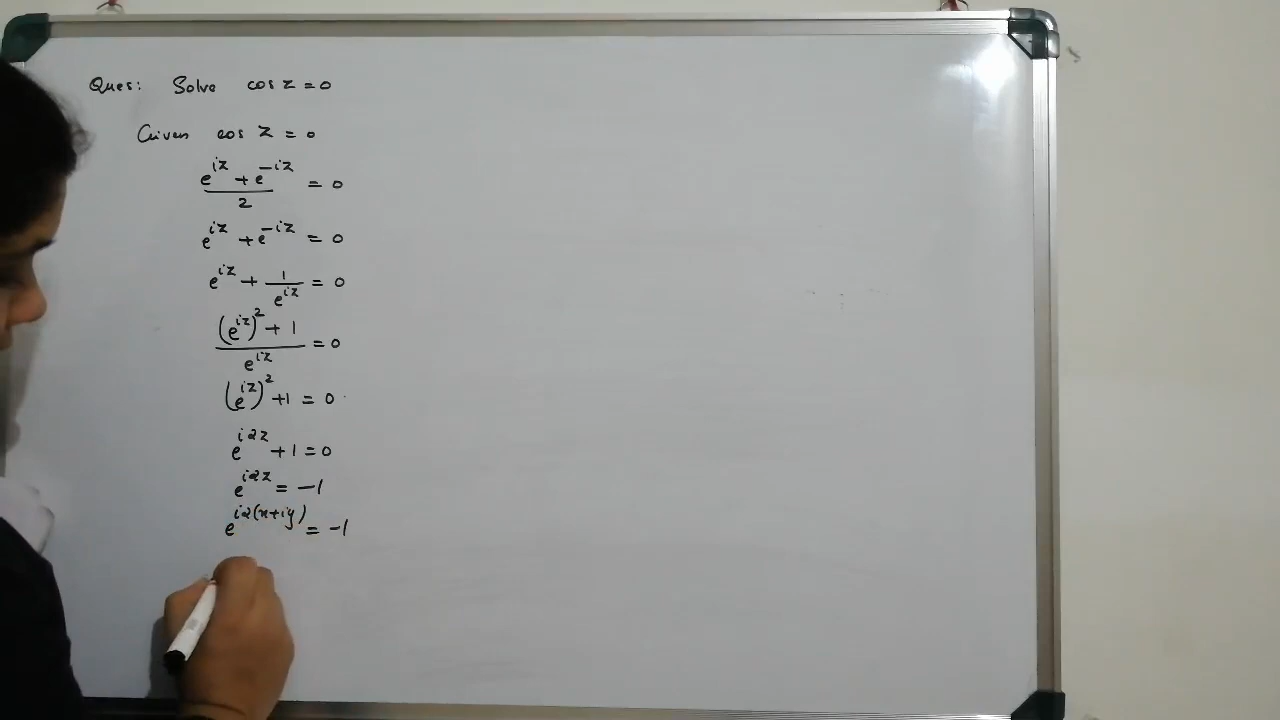 Ques: Solve cos z = 0
Given cos z = 0
(e^{iz} + e^{-iz})/2 = 0
e^{iz} + e^{-iz} = 0
e^{iz} + 1/e^{iz} = 0
((e^{iz})^2 + 1)/e^{iz} = 0
(e^{iz})^2 + 1 = 0
e^{i2z} + 1 = 0
e^{i2z} = -1
e^{i2(x+iy)} = -1